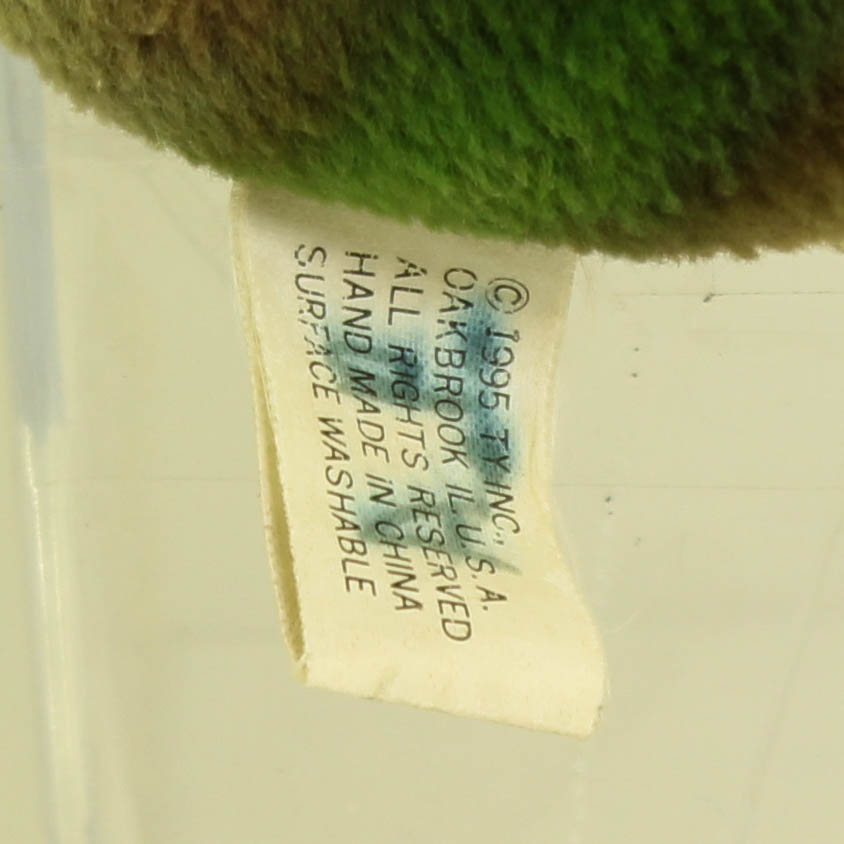 © 1995 TY INC.,
OAKBROOK IL. U.S.A.
ALL RIGHTS RESERVED
HAND MADE IN CHINA
SURFACE WASHABLE